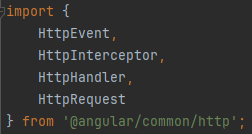 import {
    HttpEvent,
    HttpInterceptor,
    HttpHandler,
    HttpRequest
} from '@angular/common/http';